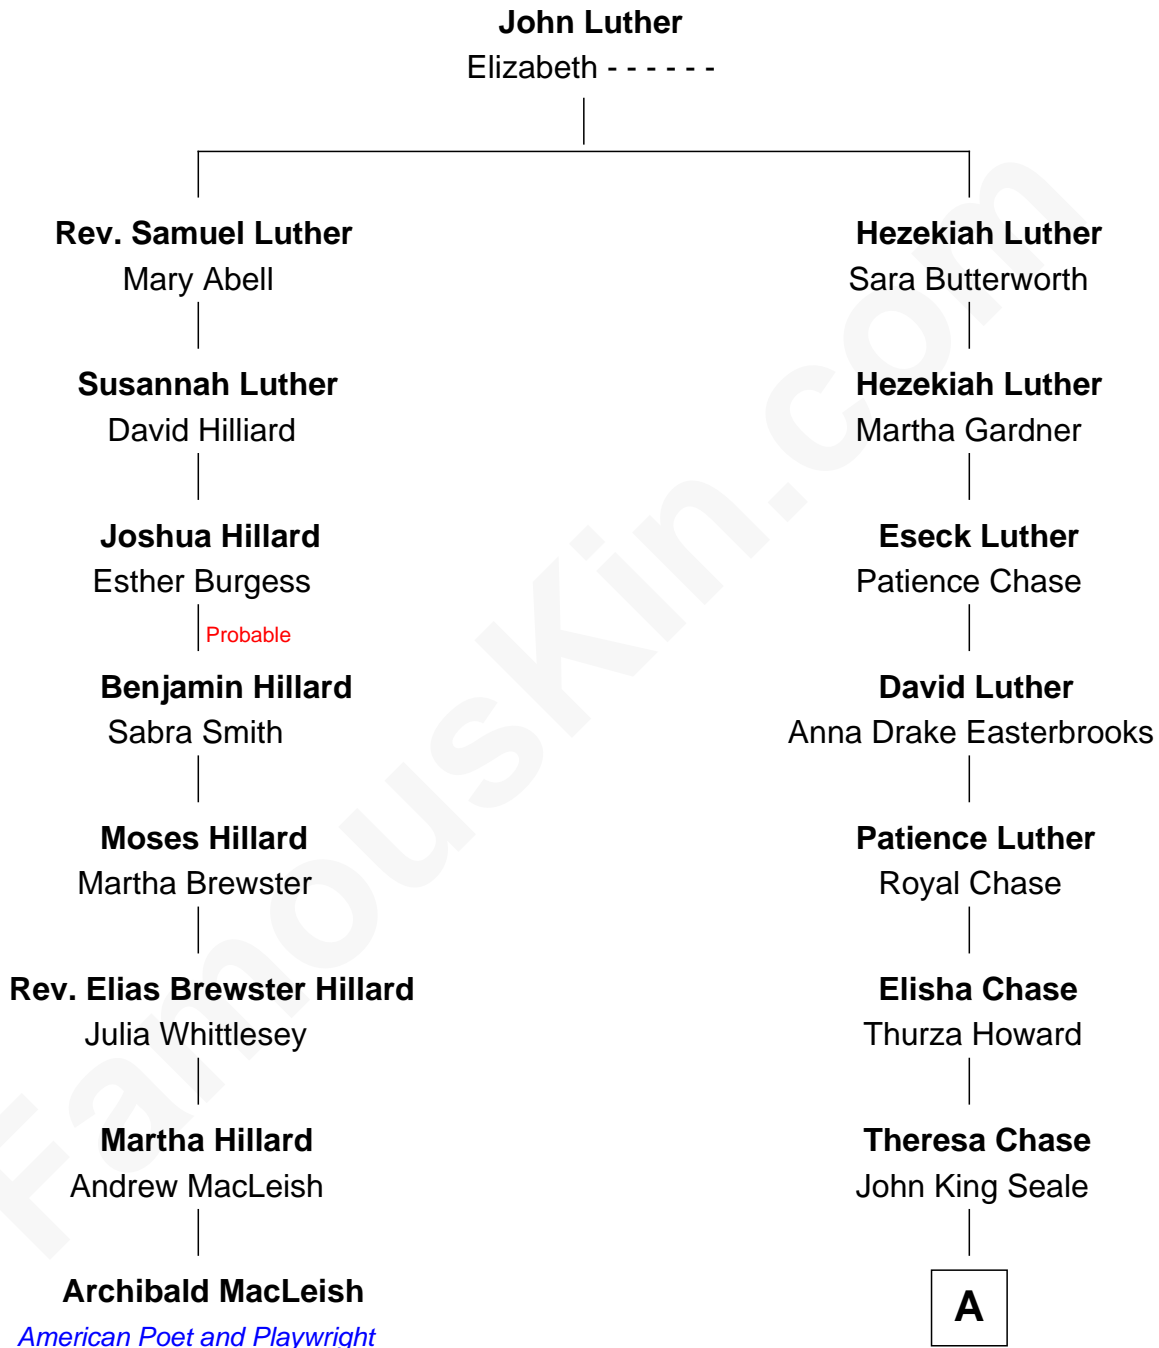 John Luther
Elizabeth - - - - - -
Rev. Samuel Luther
Mary Abell
Hezekiah Luther
Sara Butterworth
Susannah Luther
David Hilliard
Hezekiah Luther
Martha Gardner
Joshua Hillard
Esther Burgess
Eseck Luther
Patience Chase
Probable
Benjamin Hillard
Sabra Smith
David Luther
Anna Drake Easterbrooks
Moses Hillard
Martha Brewster
Patience Luther
Royal Chase
Rev. Elias Brewster Hillard
Julia Whittlesey
Elisha Chase
Thurza Howard
Martha Hillard
Andrew MacLeish
Theresa Chase
John King Seale
Archibald MacLeish
American Poet and Playwright
A
FamousKin.com